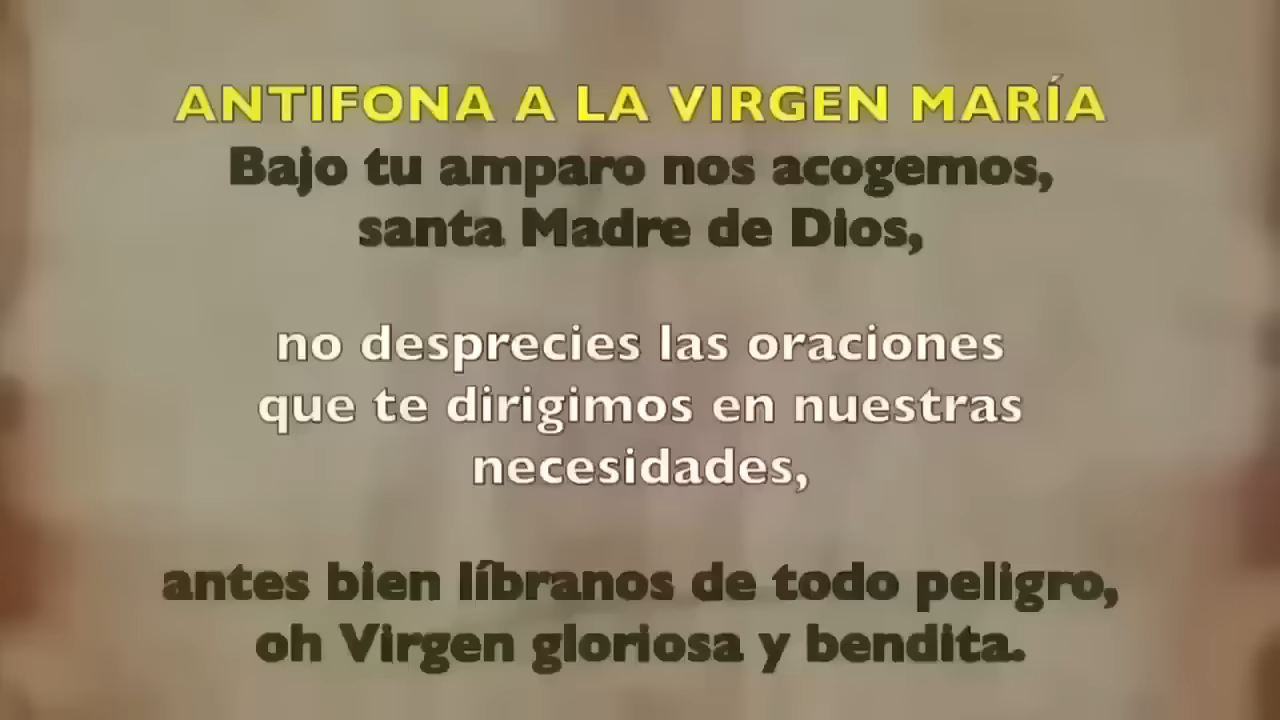 ANTIFONA A LA VIRGEN MARÍA
Bajo tu amparo nos acogemos,
santa Madre de Dios,
no desprecies las oraciones
que te dirigimos en nuestras
necesidades,
antes bien líbranos de todo peligro,
oh Virgen gloriosa y bendita.